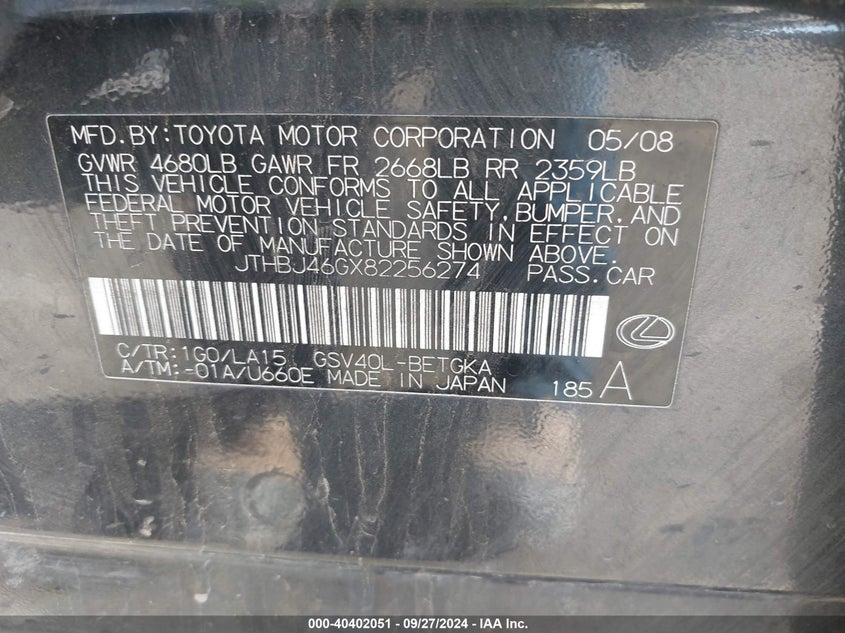 MFD.BY:TOYOTA MOTOR CORPORATION 05/08
GVWR 4680LB GAWR FR 2668LB RR 2359LB
THIS VEHICLE CONFORMS TO ALL APPLICABLE
FEDERAL MOTOR VEHICLE SAFETY,BUMPER,AND
THEFT PREVENTION STANDARDS IN EFFECT ON
THE DATE OF MANUFACTURE SHOWN ABOVE.
JTHBJ46GX82256274 PASS.CAR
C/TR:1G0/LA15 GSV40L-BETGKA
A/TM:-01A/U660E MADE IN JAPAN 185 A
000-40402051 - 09/27/2024 - IAA Inc.